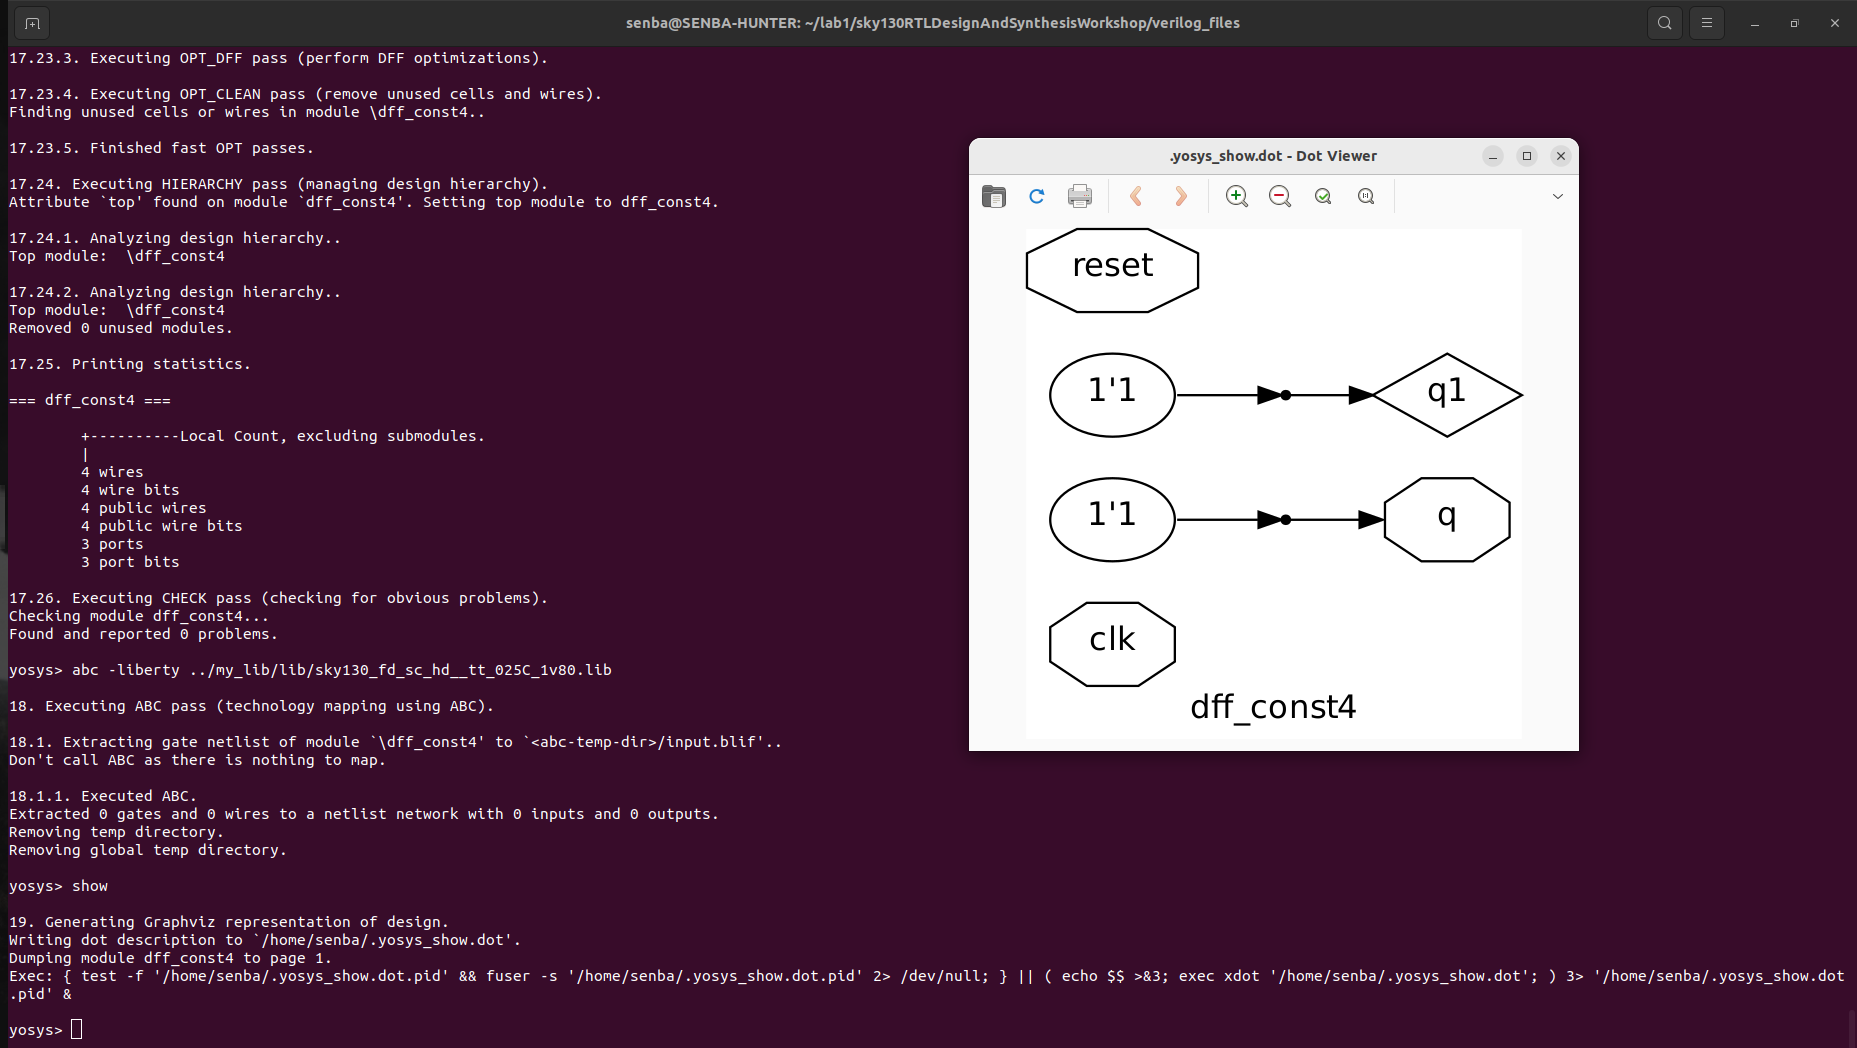 senba@SENBA-HUNTER: ~/lab1/sky130RTLDesignAndSynthesisWorkshop/verilog_files
17.23.3. Executing OPT_DFF pass (perform DFF optimizations).
17.23.4. Executing OPT_CLEAN pass (remove unused cells and wires).
Finding unused cells or wires in module \dff_const4..
17.23.5. Finished fast OPT passes.
17.24. Executing HIERARCHY pass (managing design hierarchy).
Attribute `top' found on module `dff_const4'. Setting top module to dff_const4.
17.24.1. Analyzing design hierarchy..
Top module:  \dff_const4
17.24.2. Analyzing design hierarchy..
Top module:  \dff_const4
Removed 0 unused modules.
17.25. Printing statistics.
=== dff_const4 ===
+----------Local Count, excluding submodules.
|
4 wires
4 wire bits
4 public wires
4 public wire bits
3 ports
3 port bits
17.26. Executing CHECK pass (checking for obvious problems).
Checking module dff_const4...
Found and reported 0 problems.
yosys> abc -liberty ../my_lib/lib/sky130_fd_sc_hd__tt_025C_1v80.lib
18. Executing ABC pass (technology mapping using ABC).
18.1. Extracting gate netlist of module `\dff_const4' to `<abc-temp-dir>/input.blif'..
Don't call ABC as there is nothing to map.
18.1.1. Executed ABC.
Extracted 0 gates and 0 wires to a netlist network with 0 inputs and 0 outputs.
Removing temp directory.
Removing global temp directory.
yosys> show
19. Generating Graphviz representation of design.
Writing dot description to `/home/senba/.yosys_show.dot'.
Dumping module dff_const4 to page 1.
Exec: { test -f '/home/senba/.yosys_show.dot.pid' && fuser -s '/home/senba/.yosys_show.dot.pid' 2> /dev/null; } || ( echo $$ >&3; exec xdot '/home/senba/.yosys_show.dot'; ) 3> '/home/senba/.yosys_show.dot
.pid' &
yosys>
.yosys_show.dot - Dot Viewer
reset
1'1
q1
1'1
q
clk
dff_const4